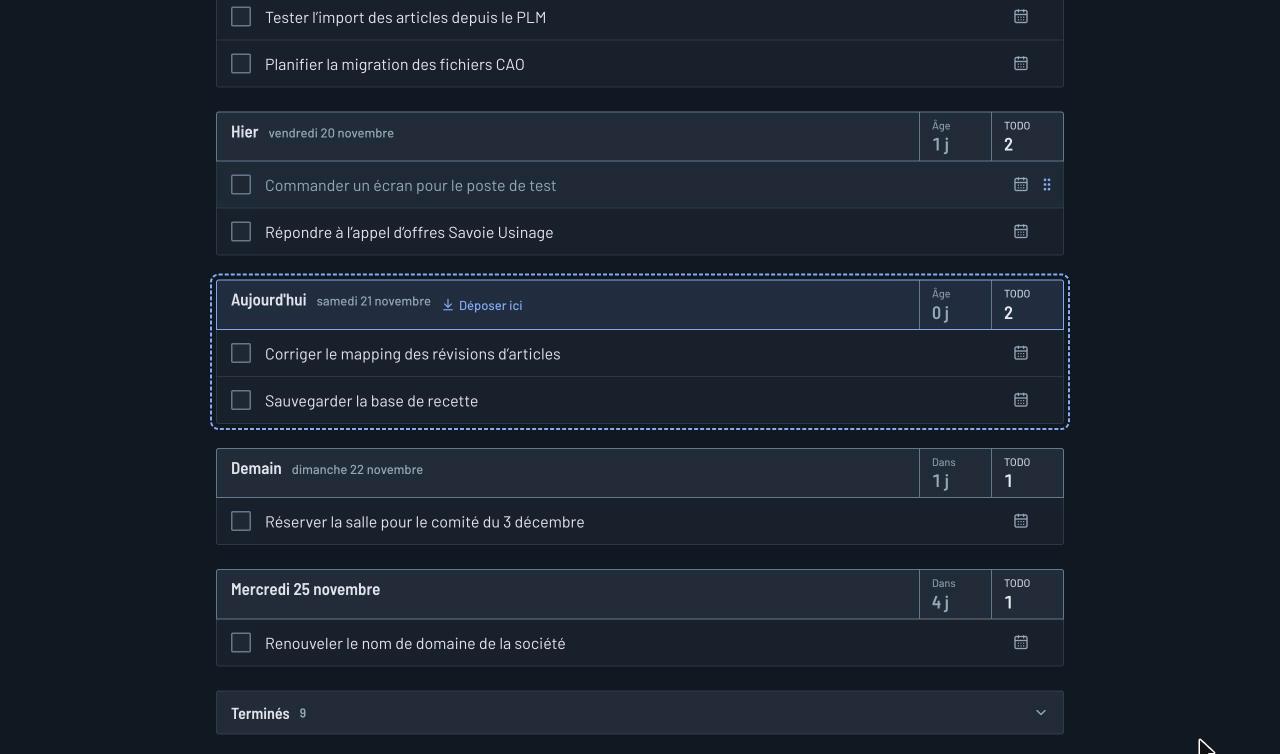 Tester l’import des articles depuis le PLM
Planifier la migration des fichiers CAO
Hier vendredi 20 novembre Âge 1 j TODO 2
Commander un écran pour le poste de test
Répondre à l’appel d’offres Savoie Usinage
Aujourd'hui samedi 21 novembre Déposer ici Âge 0 j TODO 2
Corriger le mapping des révisions d’articles
Sauvegarder la base de recette
Demain dimanche 22 novembre Dans 1 j TODO 1
Réserver la salle pour le comité du 3 décembre
Mercredi 25 novembre Dans 4 j TODO 1
Renouveler le nom de domaine de la société
Terminés 9